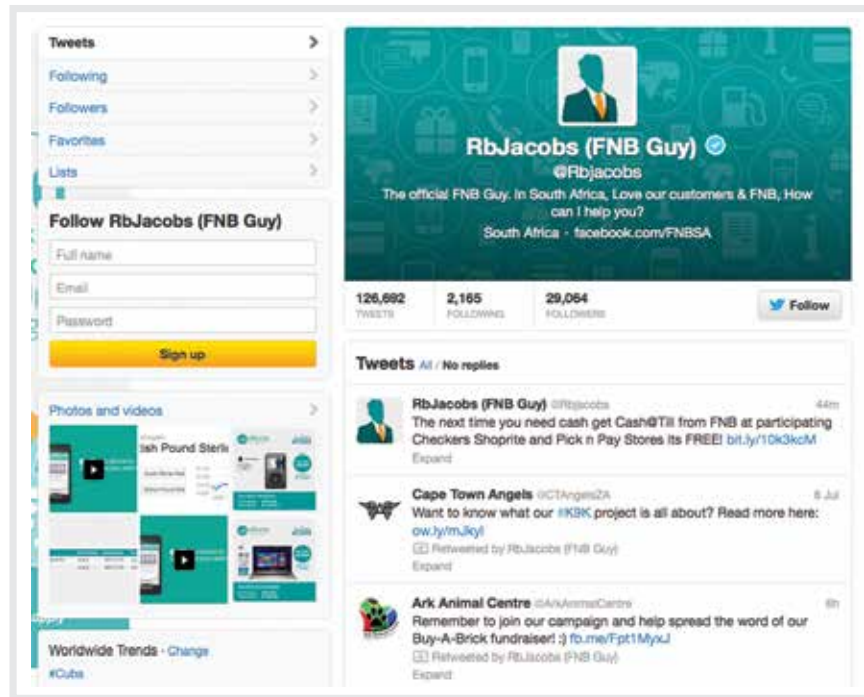 Tweets
Following
Followers
Favorites
Lists
Follow RbJacobs (FNB Guy)
Full name
Email
Password
Sign up
Photos and videos
ish Pound Sterli
Worldwide Trends · Change
#Cubs
RbJacobs (FNB Guy)
@Rbjacobs
The official FNB Guy. in South Africa, Love our customers & FNB, How
can I help you?
South Africa · facebook.com/FNBSA
126,692
TWEETS
2,165
FOLLOWING
29,064
FOLLOWERS
Follow
Tweets All / No replies
RbJacobs (FNB Guy) @Rbjacobs 44m
The next time you need cash get Cash@Till from FNB at participating
Checkers Shoprite and Pick n Pay Stores its FREE! bit.ly/10k3kcM
Expand
Cape Town Angels @CTAngelsZA 8 Jul
Want to know what our #K9K project is all about? Read more here:
ow.ly/mJkyl
Retweeted by RbJacobs (FNB Guy)
Expand
Ark Animal Centre @ArkAnimalCentre 6h
Remember to join our campaign and help spread the word of our
Buy-A-Brick fundraiser! :) fb.me/Fpt1MyxJ
Retweeted by RbJacobs (FNB Guy)
Expand